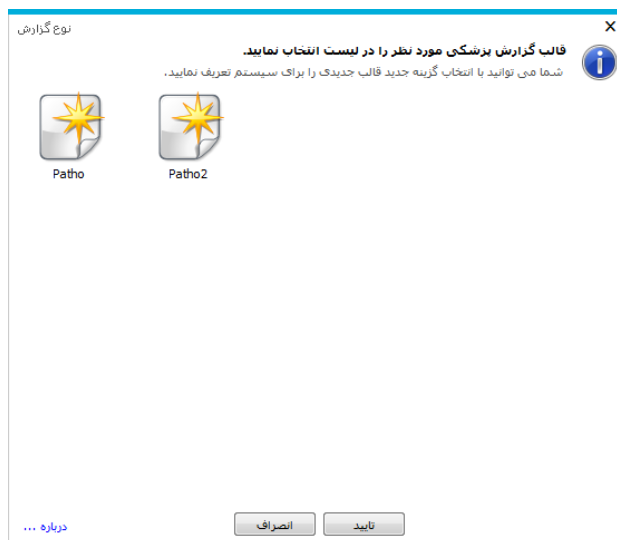 نوع گزارش
قالب گزارش پزشکی مورد نظر را در لیست انتخاب نمایید.
شما می توانید با انتخاب گزینه جدید قالب جدیدی را برای سیستم تعریف نمایید.
Patho
Patho2
تایید
انصراف
درباره ...